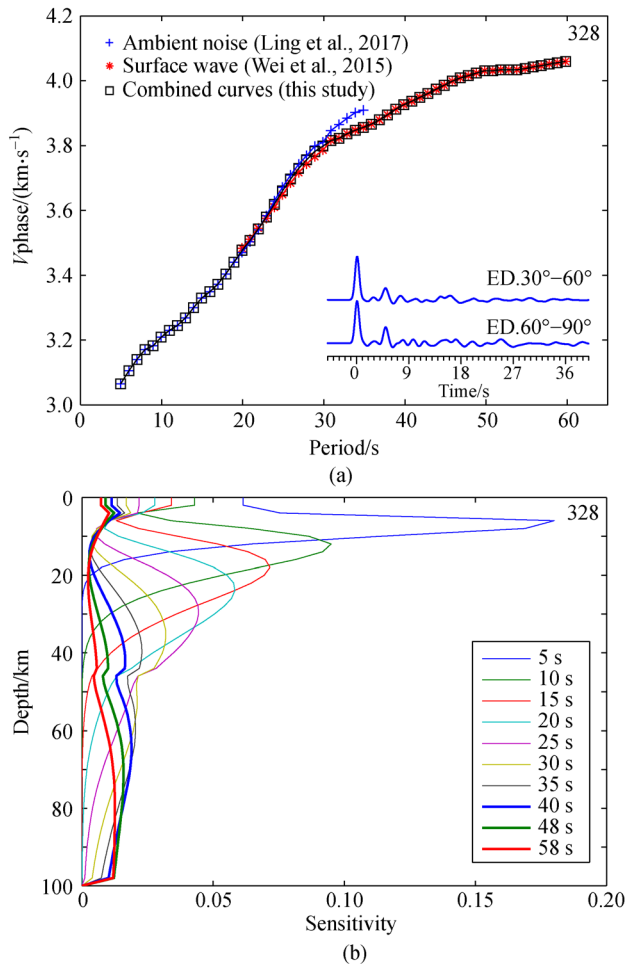 4.2
4.0
3.8
3.6
3.4
3.2
3.0
Vphase/(km·s⁻¹)
328
Ambient noise (Ling et al., 2017)
Surface wave (Wei et al., 2015)
Combined curves (this study)
ED.30°−60°
ED.60°−90°
0 9 18 27 36
Time/s
0 10 20 30 40 50 60
Period/s
(a)
0
20
40
60
80
100
Depth/km
328
5 s
10 s
15 s
20 s
25 s
30 s
35 s
40 s
48 s
58 s
0 0.05 0.10 0.15 0.20
Sensitivity
(b)